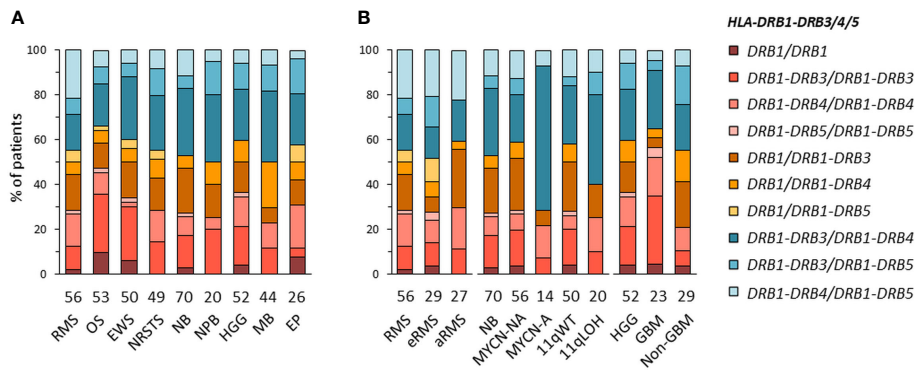 A
B
HLA-DRB1-DRB3/4/5
DRB1/DRB1
DRB1-DRB3/DRB1-DRB3
DRB1-DRB4/DRB1-DRB4
DRB1-DRB5/DRB1-DRB5
DRB1/DRB1-DRB3
DRB1/DRB1-DRB4
DRB1/DRB1-DRB5
DRB1-DRB3/DRB1-DRB4
DRB1-DRB3/DRB1-DRB5
DRB1-DRB4/DRB1-DRB5
% of patients
100
80
60
40
20
0
56 53 50 49 70 20 52 44 26
RMS OS EWS NRSTS NB NPB HGG MB EP
100
80
60
40
20
0
56 29 27 70 56 14 50 20 52 23 29
RMS eRMS aRMS NB MYCN-NA MYCN-A 11qWT 11qLOH HGG GBM Non-GBM